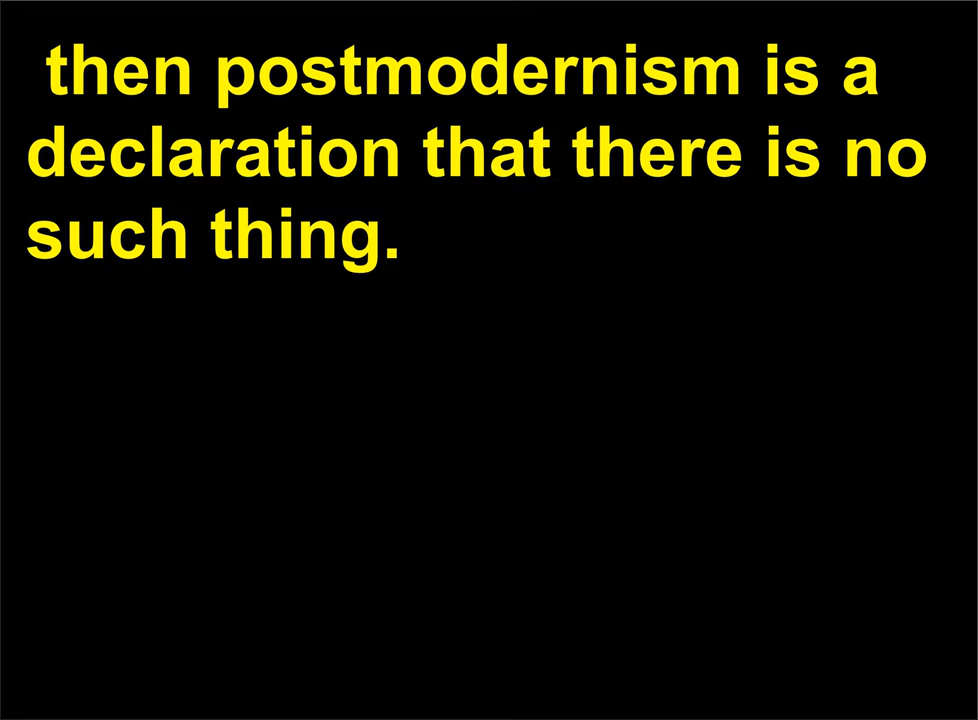 then postmodernism is a
declaration that there is no
such thing.